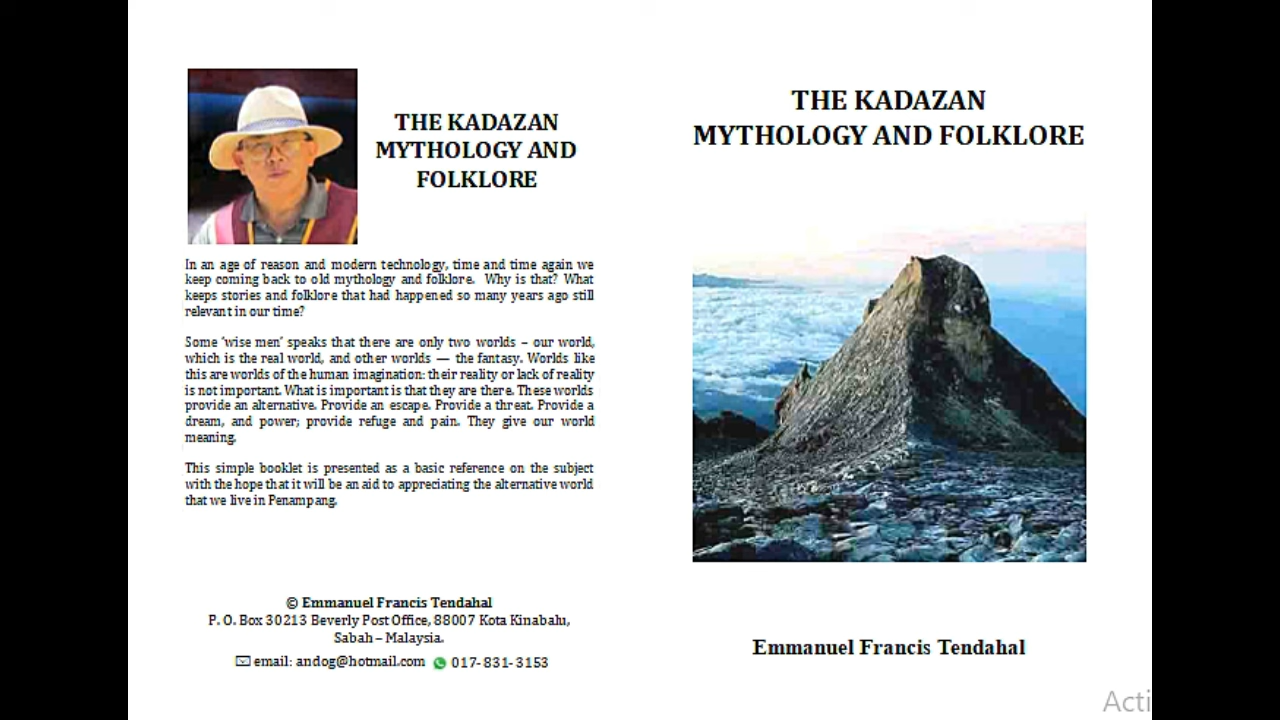 THE KADAZAN
MYTHOLOGY AND
FOLKLORE
In an age of reason and modern technology, time and time again we
keep coming back to old mythology and folklore. Why is that? What
keeps stories and folklore that had happened so many years ago still
relevant in our time?
Some ‘wise men’ speaks that there are only two worlds – our world,
which is the real world, and other worlds — the fantasy. Worlds like
this are worlds of the human imagination: their reality or lack of reality
is not important. What is important is that they are there. These worlds
provide an alternative. Provide an escape. Provide a threat. Provide a
dream, and power; provide refuge and pain. They give our world
meaning.
This simple booklet is presented as a basic reference on the subject
with the hope that it will be an aid to appreciating the alternative world
that we live in Penampang.
© Emmanuel Francis Tendahal
P. O. Box 30213 Beverly Post Office, 88007 Kota Kinabalu,
Sabah – Malaysia.
email: andog@hotmail.com 017-831-3153
THE KADAZAN
MYTHOLOGY AND FOLKLORE
Emmanuel Francis Tendahal
Acti